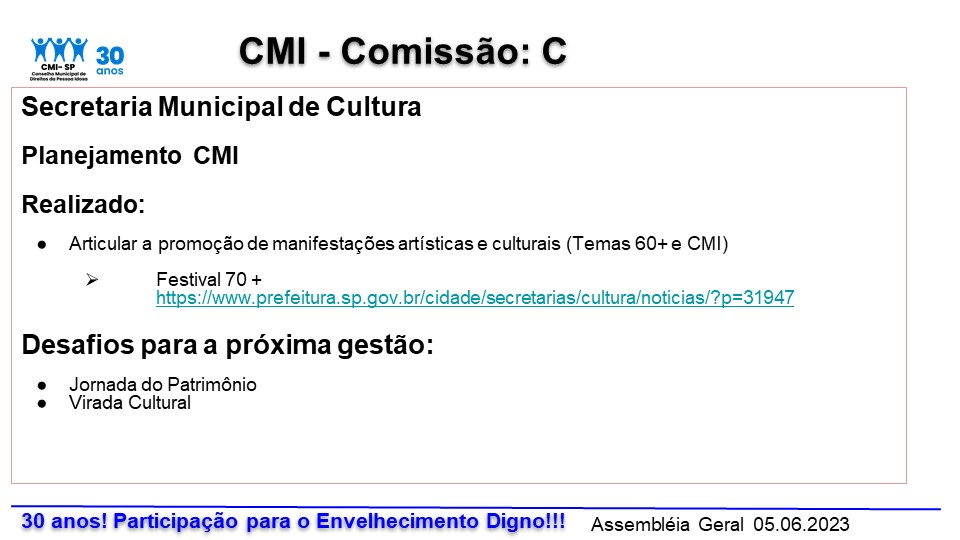 CMI - Comissão: C
CMI- SP
Conselho Municipal de
Direitos da Pessoa Idosa
30
anos
Secretaria Municipal de Cultura
Planejamento CMI
Realizado:
● Articular a promoção de manifestações artísticas e culturais (Temas 60+ e CMI)
➢ Festival 70 +
https://www.prefeitura.sp.gov.br/cidade/secretarias/cultura/noticias/?p=31947
Desafios para a próxima gestão:
● Jornada do Patrimônio
● Virada Cultural
30 anos! Participação para o Envelhecimento Digno!!!
Assembléia Geral 05.06.2023